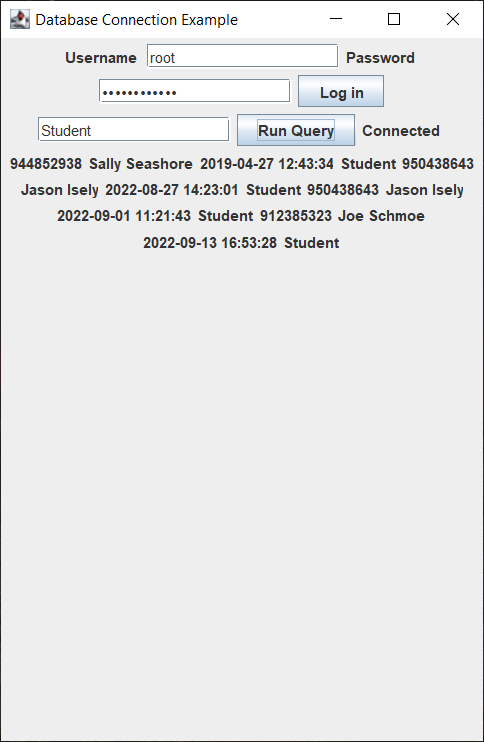 Database Connection Example
Username root Password
•••••••••••• Log in
Student Run Query Connected
944852938 Sally Seashore 2019-04-27 12:43:34 Student 950438643
Jason Isely 2022-08-27 14:23:01 Student 950438643 Jason Isely
2022-09-01 11:21:43 Student 912385323 Joe Schmoe
2022-09-13 16:53:28 Student